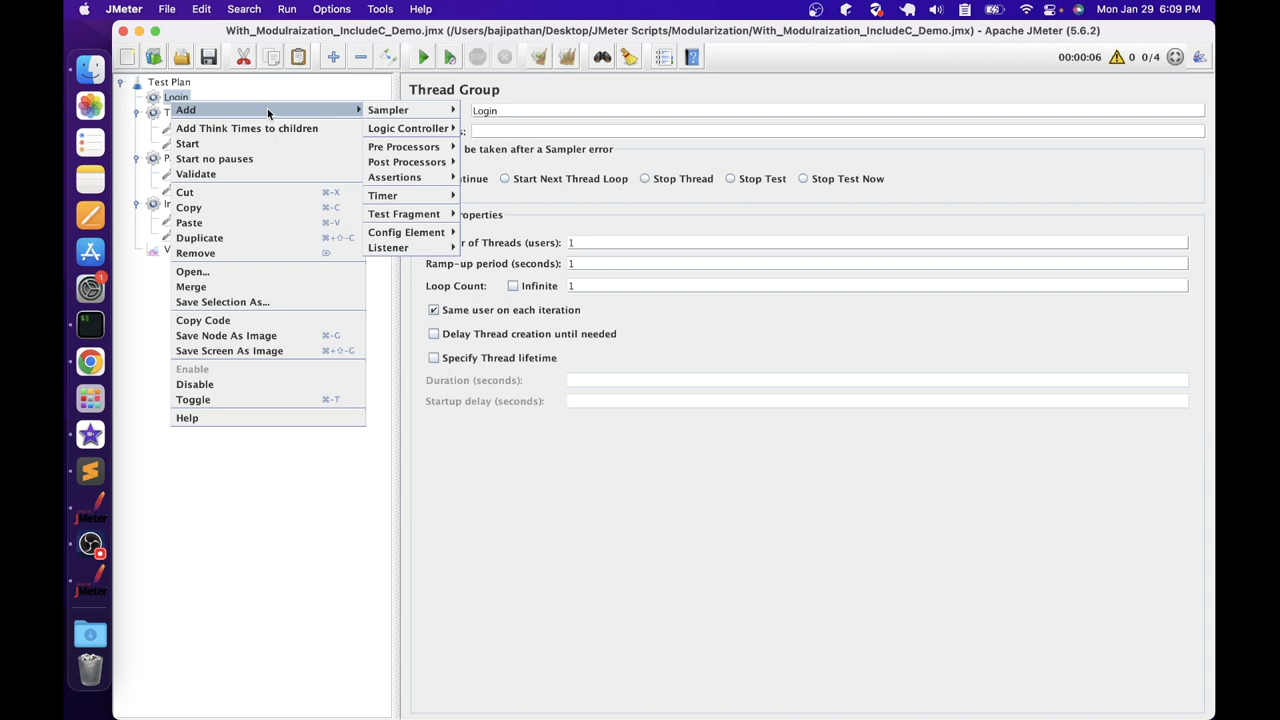 JMeter File Edit Search Run Options Tools Help Mon Jan 29 6:09 PM
With_Modulraization_IncludeC_Demo.jmx (/Users/bajipathan/Desktop/JMeter Scripts/Modularization/With_Modulraization_IncludeC_Demo.jmx) - Apache JMeter (5.6.2)
00:00:06 0 0/4
Test Plan
Login
T
P
In
V
Add
Add Think Times to children
Start
Start no pauses
Validate
Cut ⌘-X
Copy ⌘-C
Paste ⌘-V
Duplicate ⌘+⇧-C
Remove ⌦
Open...
Merge
Save Selection As...
Copy Code
Save Node As Image ⌘-G
Save Screen As Image ⌘+⇧-G
Enable
Disable
Toggle ⌘-T
Help
Sampler
Logic Controller
Pre Processors
Post Processors
Assertions
Timer
Test Fragment
Config Element
Listener
Thread Group
Login
s:
be taken after a Sampler error
tinue Start Next Thread Loop Stop Thread Stop Test Stop Test Now
roperties
r of Threads (users): 1
Ramp-up period (seconds): 1
Loop Count: Infinite 1
Same user on each iteration
Delay Thread creation until needed
Specify Thread lifetime
Duration (seconds):
Startup delay (seconds):
1
JMeter
JMeter